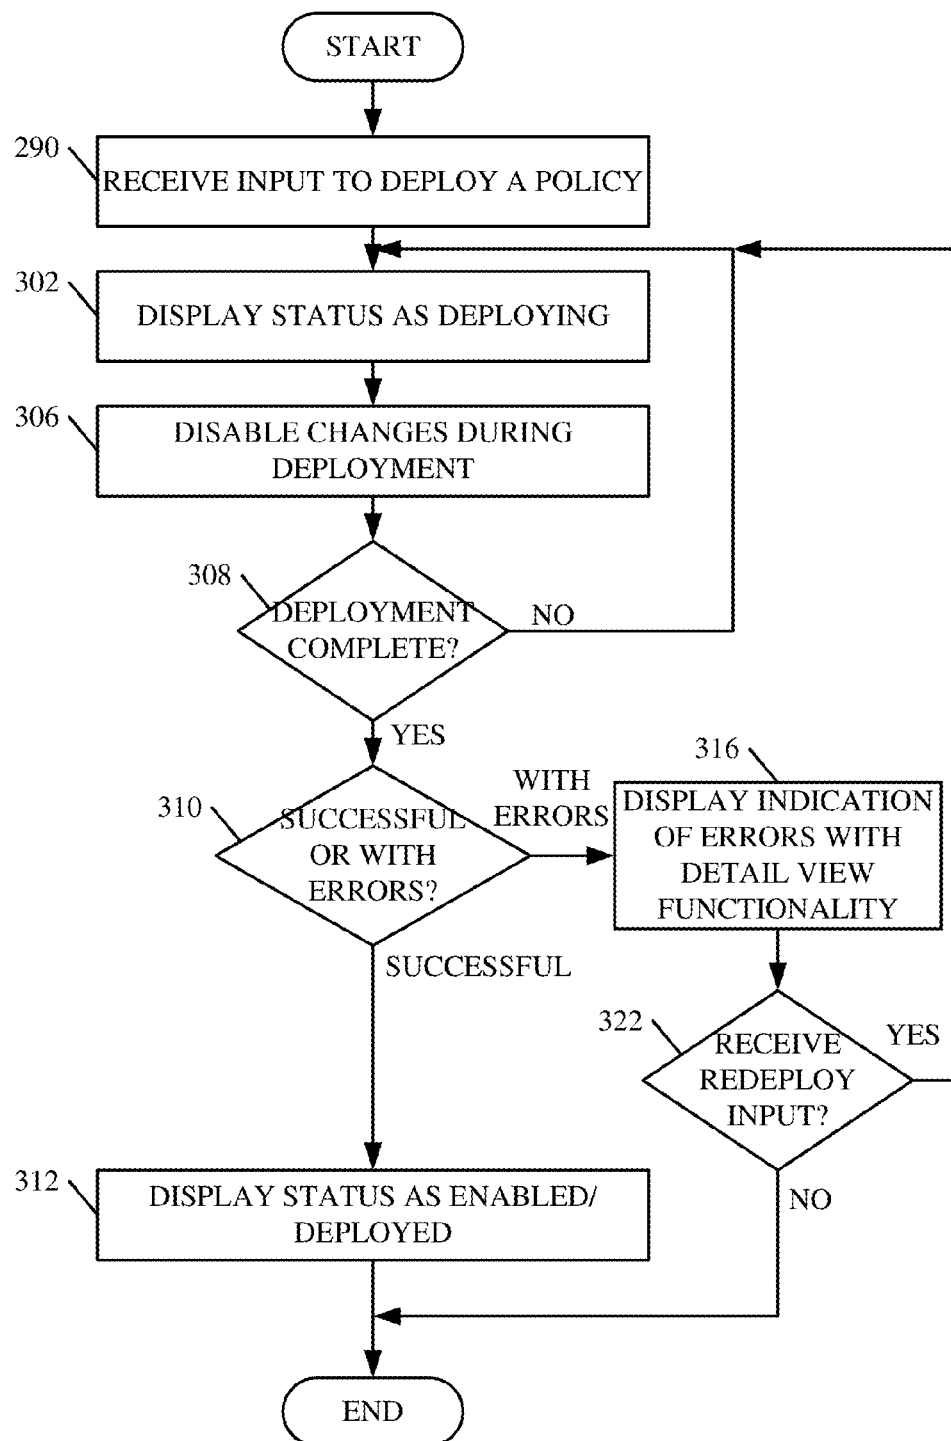 START
290
RECEIVE INPUT TO DEPLOY A POLICY
302
DISPLAY STATUS AS DEPLOYING
306
DISABLE CHANGES DURING
DEPLOYMENT
308
DEPLOYMENT
COMPLETE?
NO
YES
310
SUCCESSFUL
OR WITH
ERRORS?
WITH
ERRORS
316
DISPLAY INDICATION
OF ERRORS WITH
DETAIL VIEW
FUNCTIONALITY
SUCCESSFUL
322
RECEIVE
REDEPLOY
INPUT?
YES
NO
312
DISPLAY STATUS AS ENABLED/
DEPLOYED
END